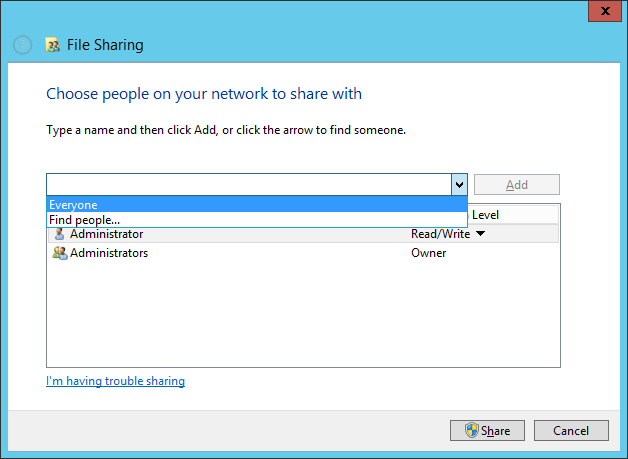 x
File Sharing
Choose people on your network to share with
Type a name and then click Add, or click the arrow to find someone.
Add
Everyone
Find people...
Level
Administrator Read/Write
Administrators Owner
I'm having trouble sharing
Share Cancel